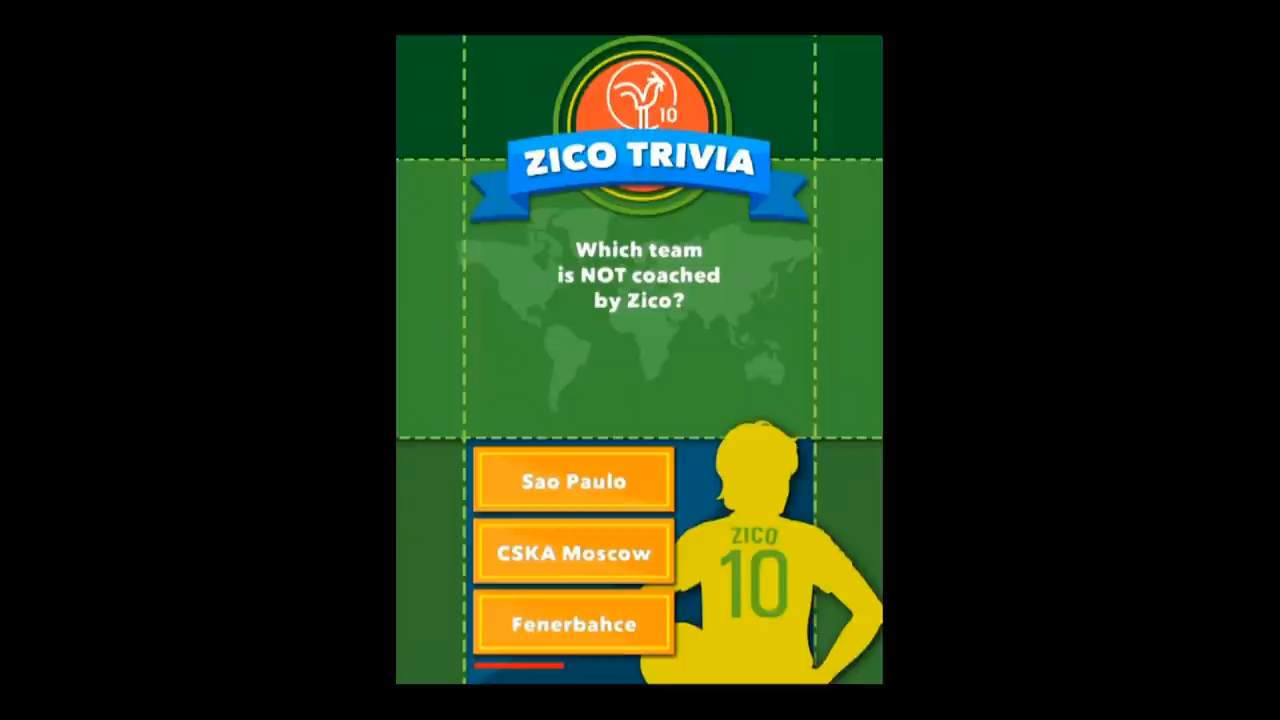 10
ZICO TRIVIA
Which team
is NOT coached
by Zico?
Sao Paulo
CSKA Moscow
Fenerbahce
ZICO
10